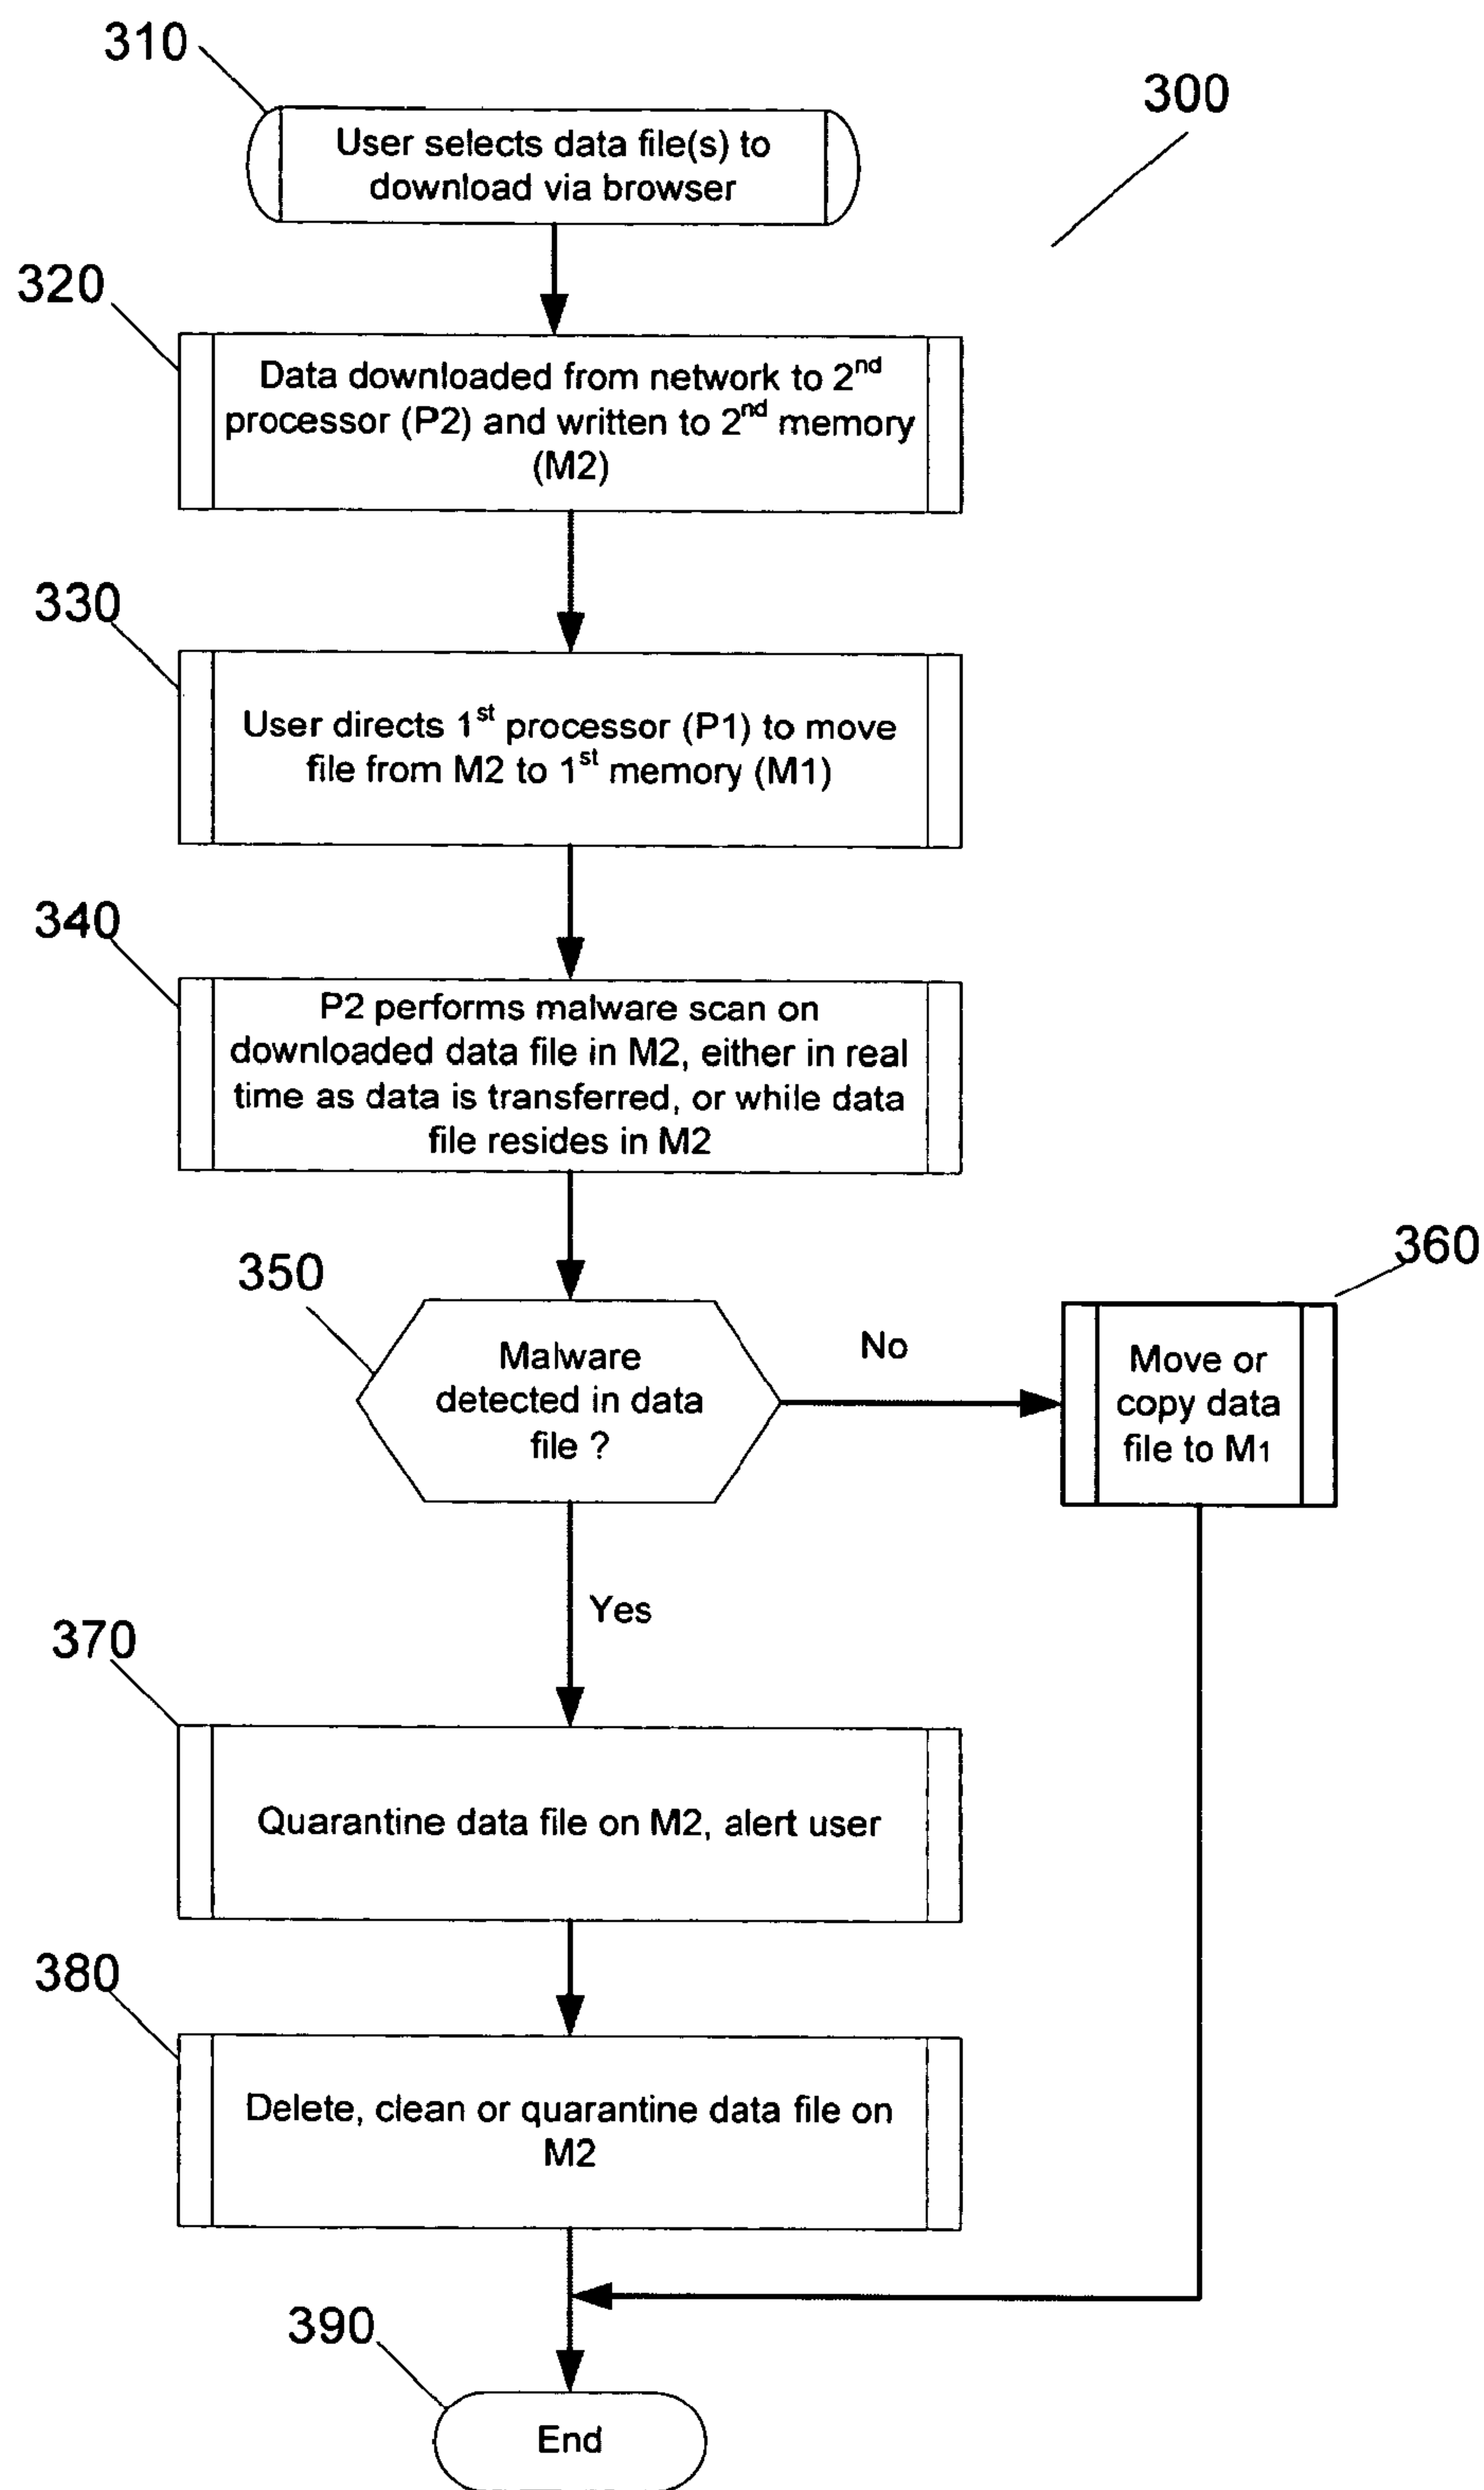 310
300
User selects data file(s) to
download via browser
320
Data downloaded from network to 2nd
processor (P2) and written to 2nd memory
(M2)
330
User directs 1st processor (P1) to move
file from M2 to 1st memory (M1)
340
P2 performs malware scan on
downloaded data file in M2, either in real
time as data is transferred, or while data
file resides in M2
350
Malware
detected in data
file ?
No
360
Move or
copy data
file to M1
Yes
370
Quarantine data file on M2, alert user
380
Delete, clean or quarantine data file on
M2
390
End